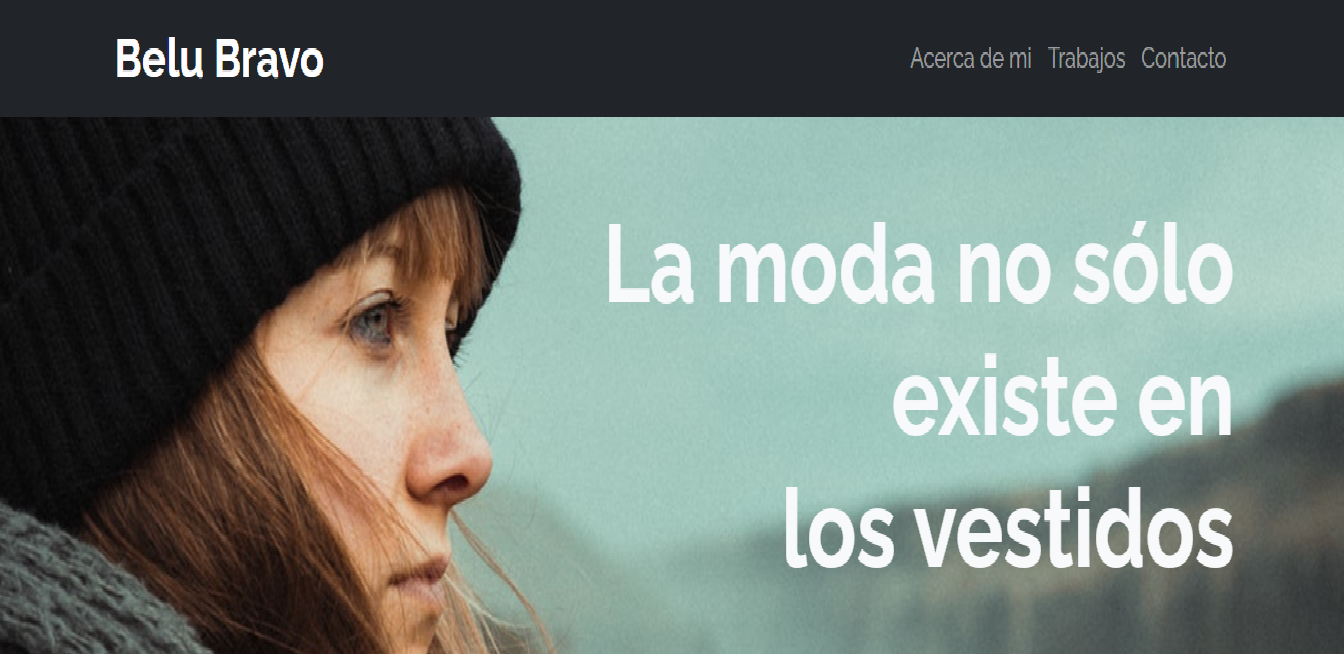 Belu Bravo
Acerca de mi Trabajos Contacto
La moda no sólo
existe en
los vestidos